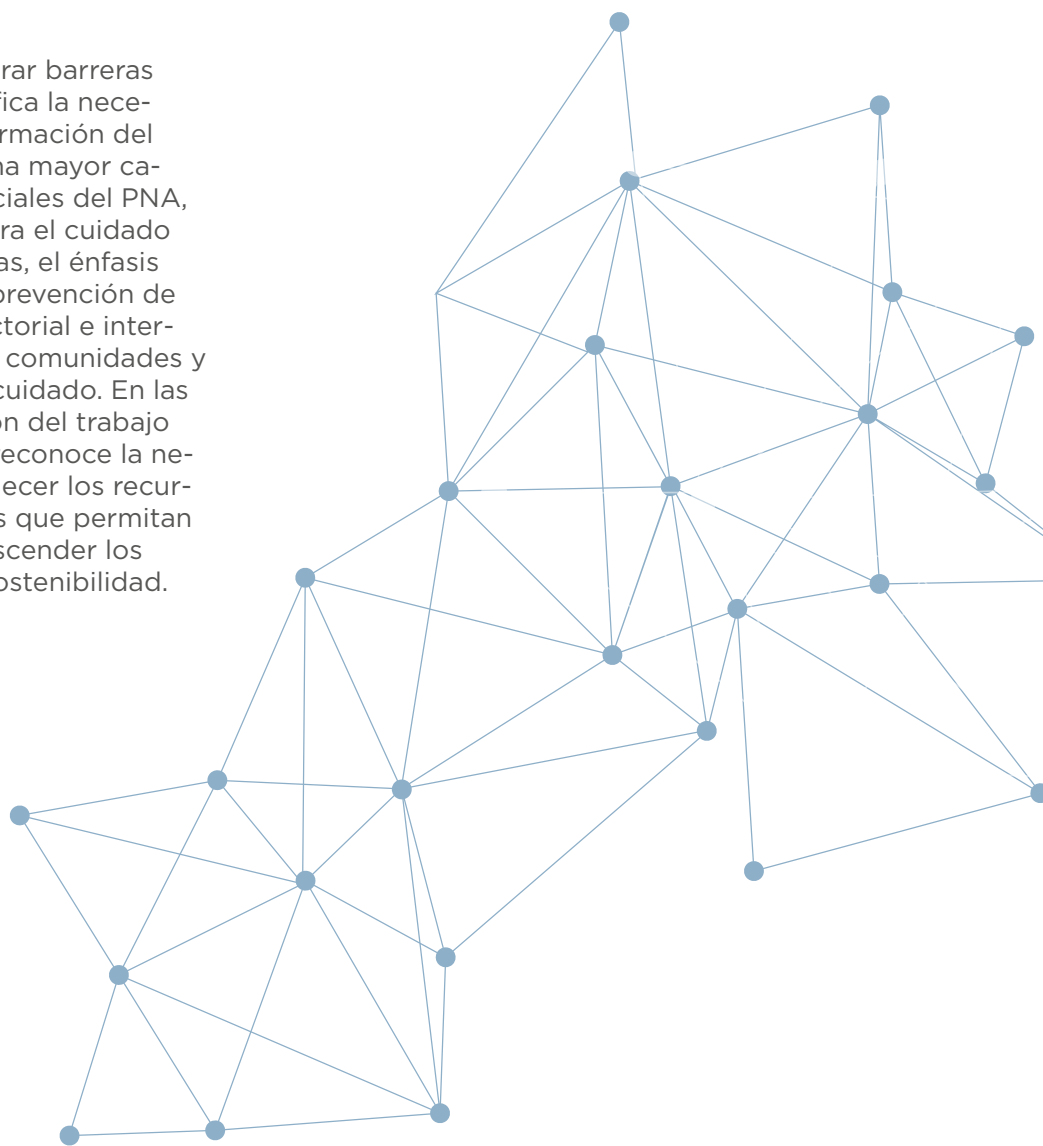 rar barreras
fica la nece-
rmación del
na mayor ca-
ciales del PNA,
ra el cuidado
as, el énfasis
prevención de
ctorial e inter-
comunidades y
cuidado. En las
ón del trabajo
reconoce la ne-
ecer los recur-
s que permitan
scender los
ostenibilidad.